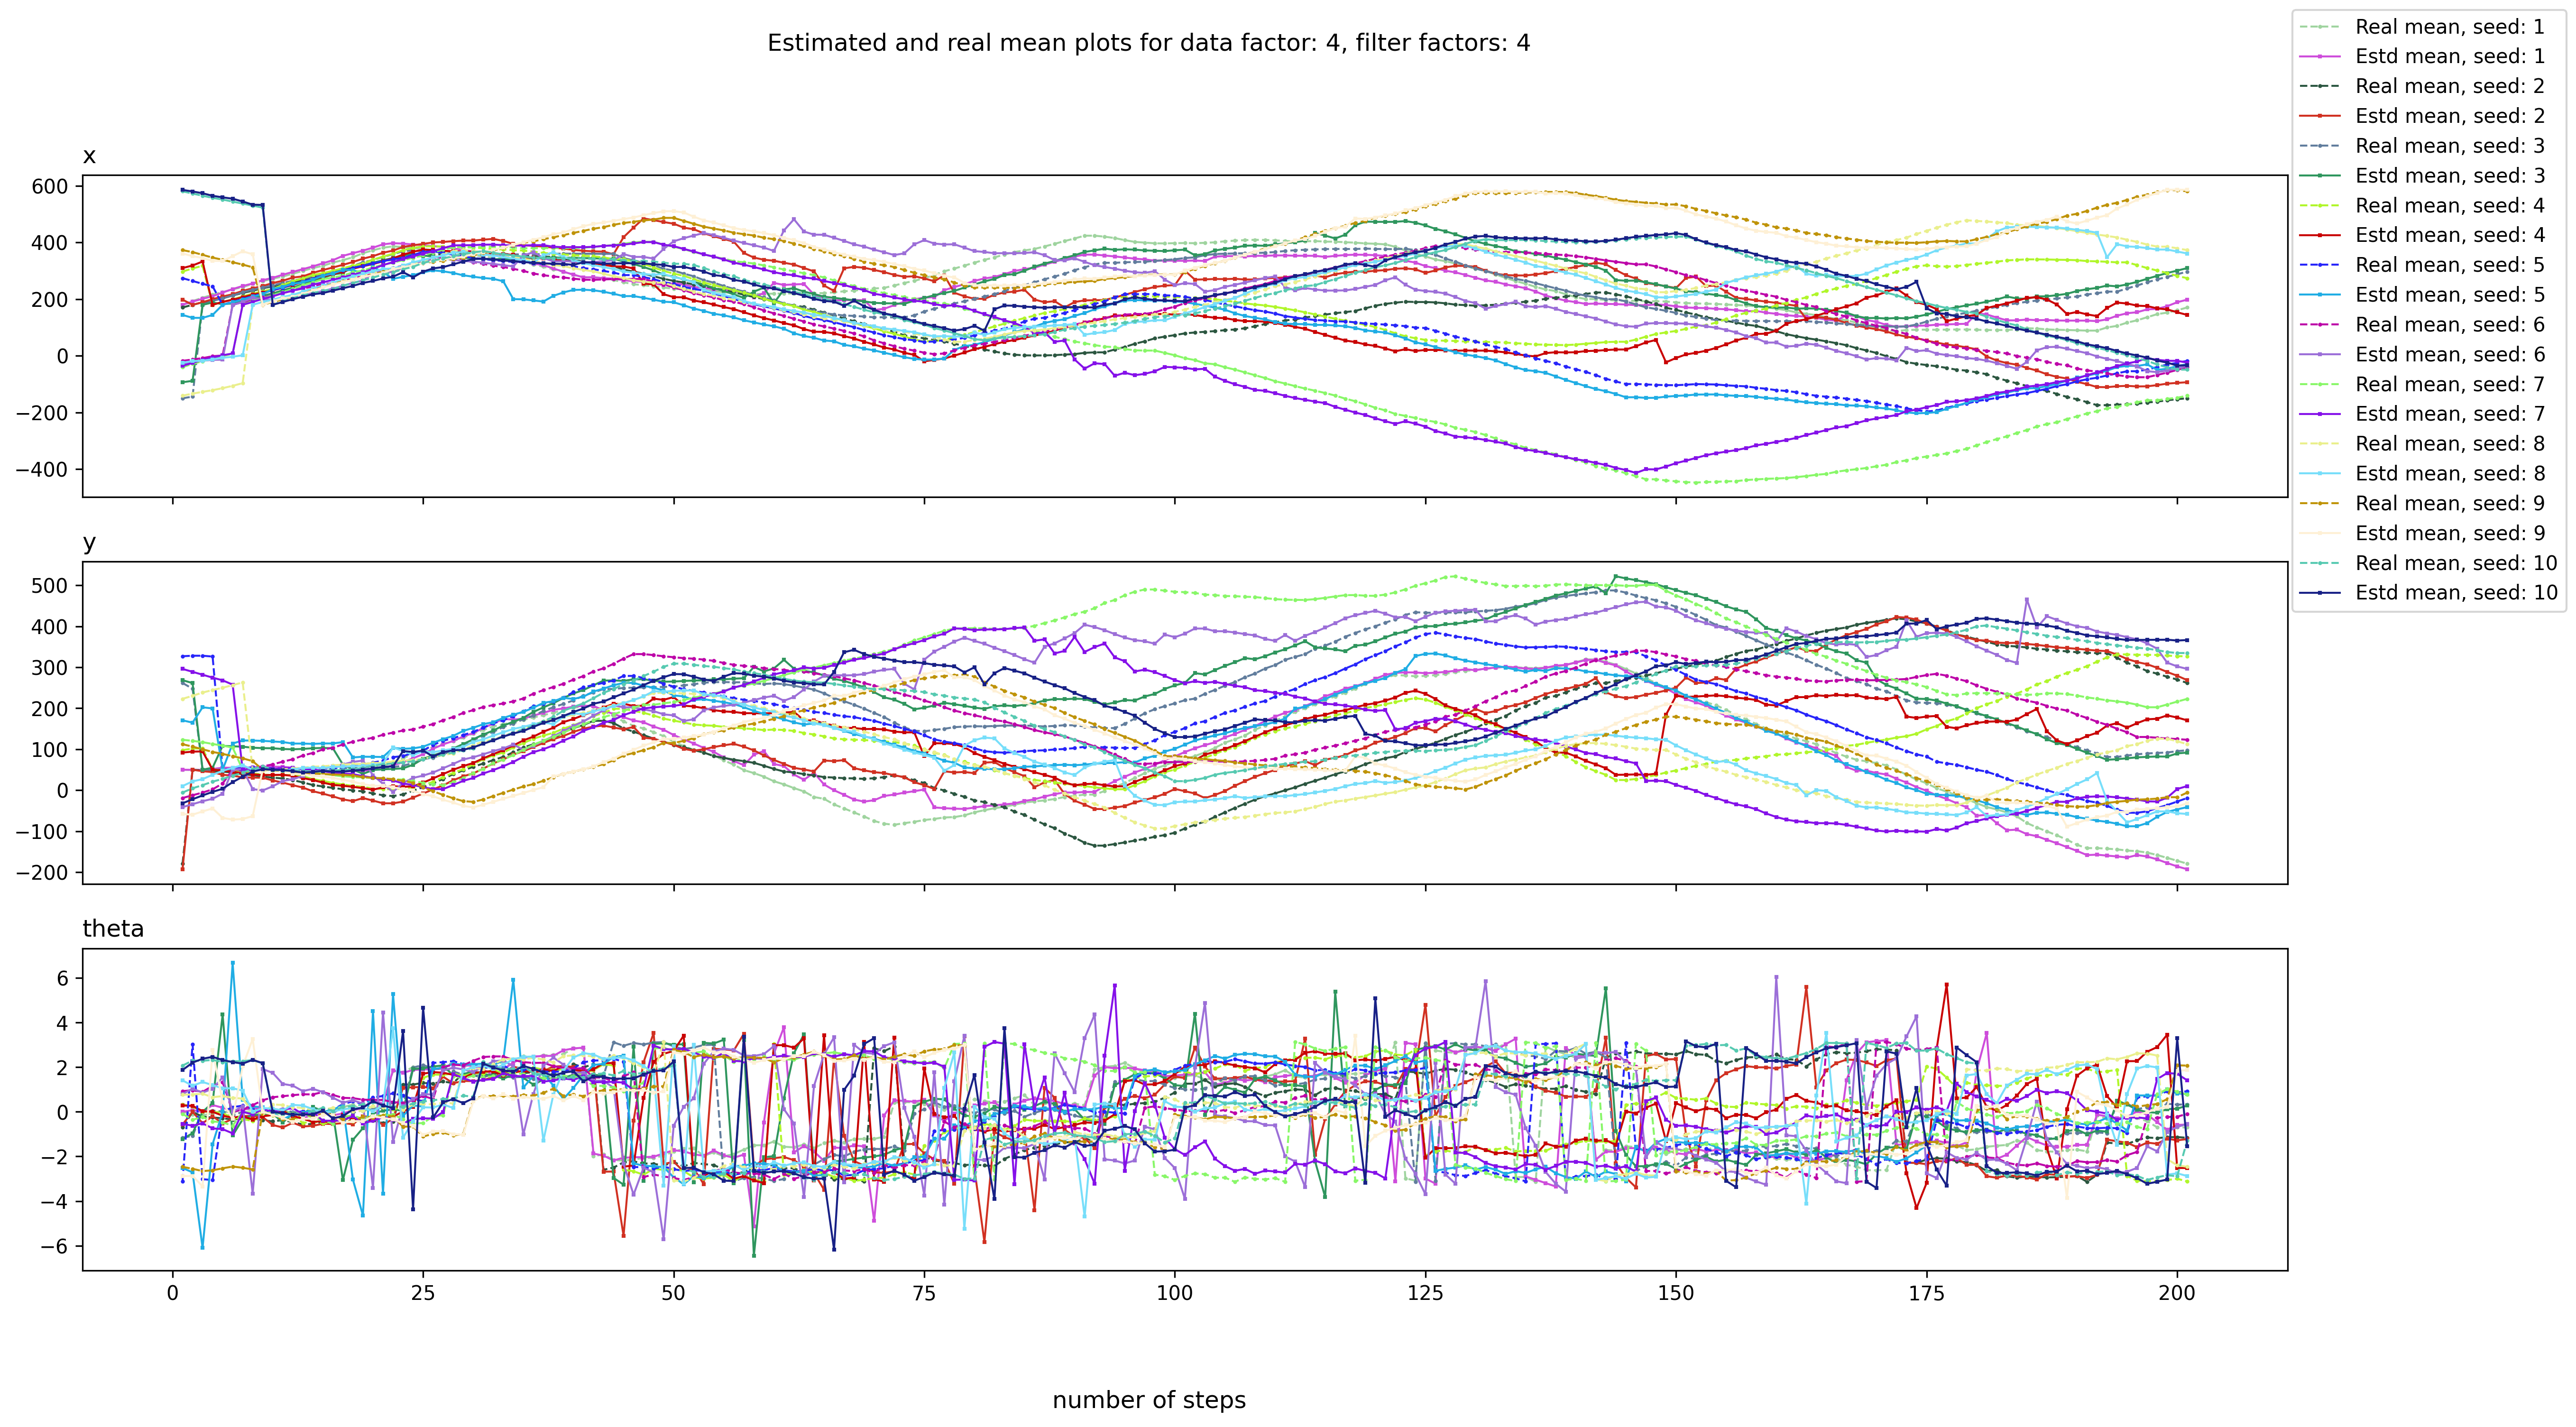 Estimated and real mean plots for data factor: 4, filter factors: 4
x
600
400
200
0
−200
−400
y
500
400
300
200
100
0
−100
−200
theta
6
4
2
0
−2
−4
−6
0 25 50 75 100 125 150 175 200
number of steps
Real mean, seed: 1
Estd mean, seed: 1
Real mean, seed: 2
Estd mean, seed: 2
Real mean, seed: 3
Estd mean, seed: 3
Real mean, seed: 4
Estd mean, seed: 4
Real mean, seed: 5
Estd mean, seed: 5
Real mean, seed: 6
Estd mean, seed: 6
Real mean, seed: 7
Estd mean, seed: 7
Real mean, seed: 8
Estd mean, seed: 8
Real mean, seed: 9
Estd mean, seed: 9
Real mean, seed: 10
Estd mean, seed: 10